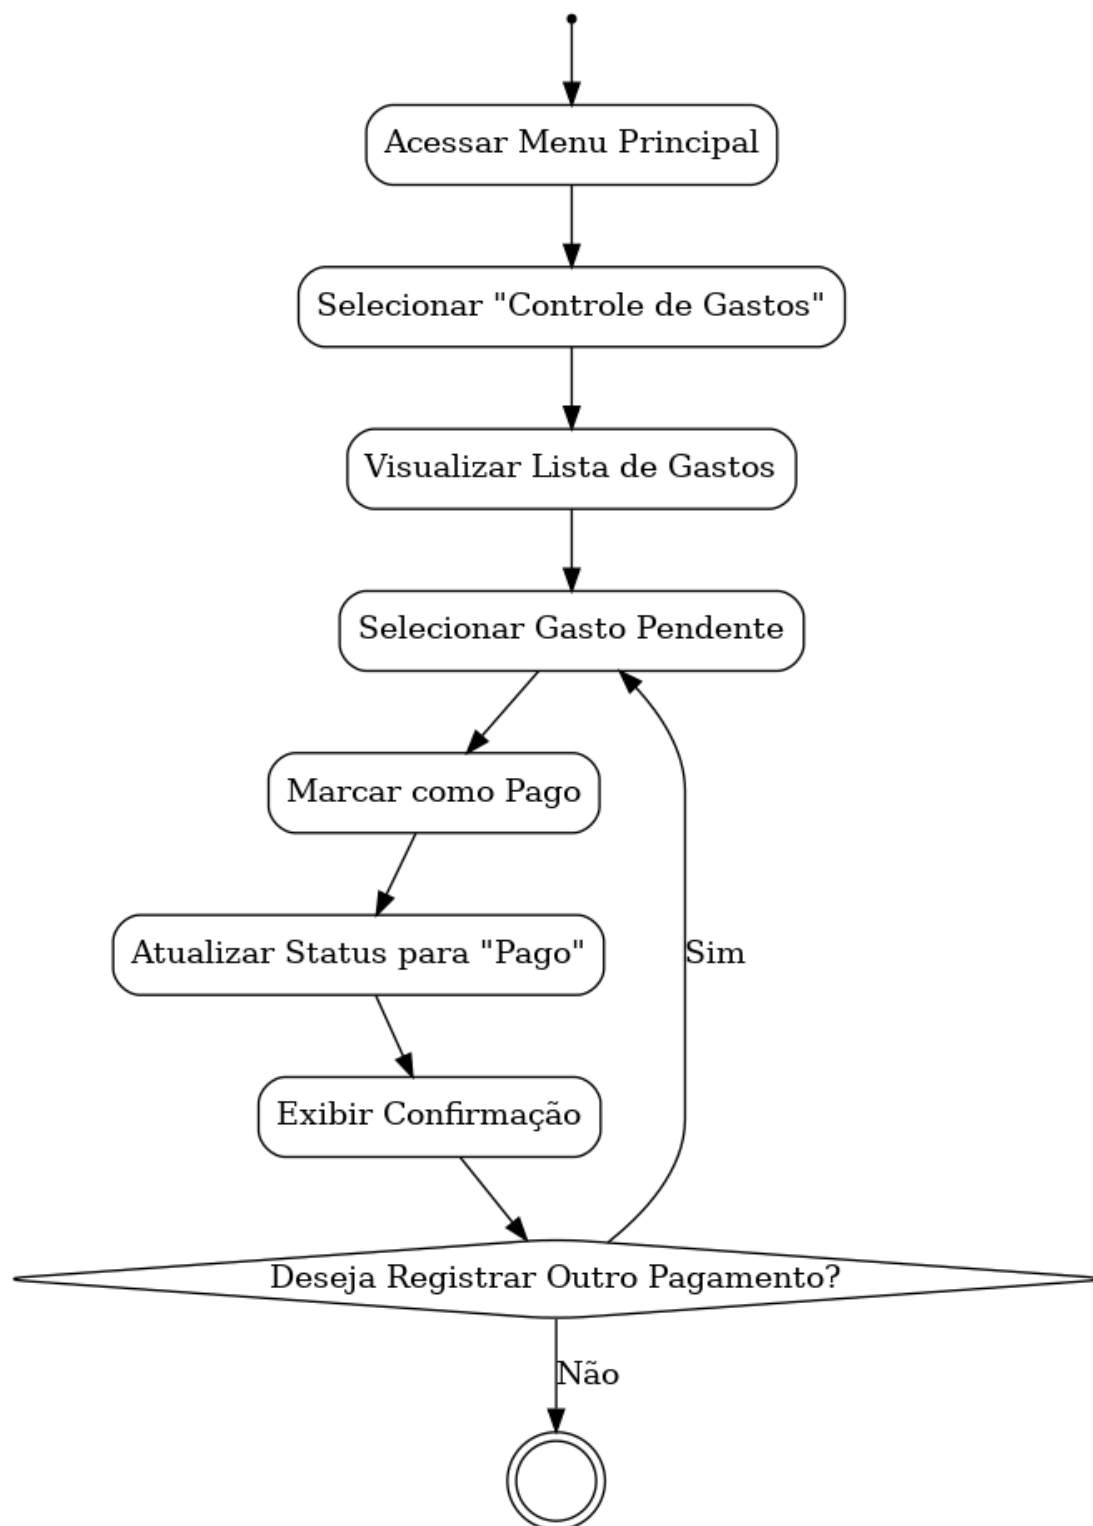 Acessar Menu Principal
Selecionar "Controle de Gastos"
Visualizar Lista de Gastos
Selecionar Gasto Pendente
Marcar como Pago
Atualizar Status para "Pago"
Sim
Exibir Confirmação
Deseja Registrar Outro Pagamento?
Não